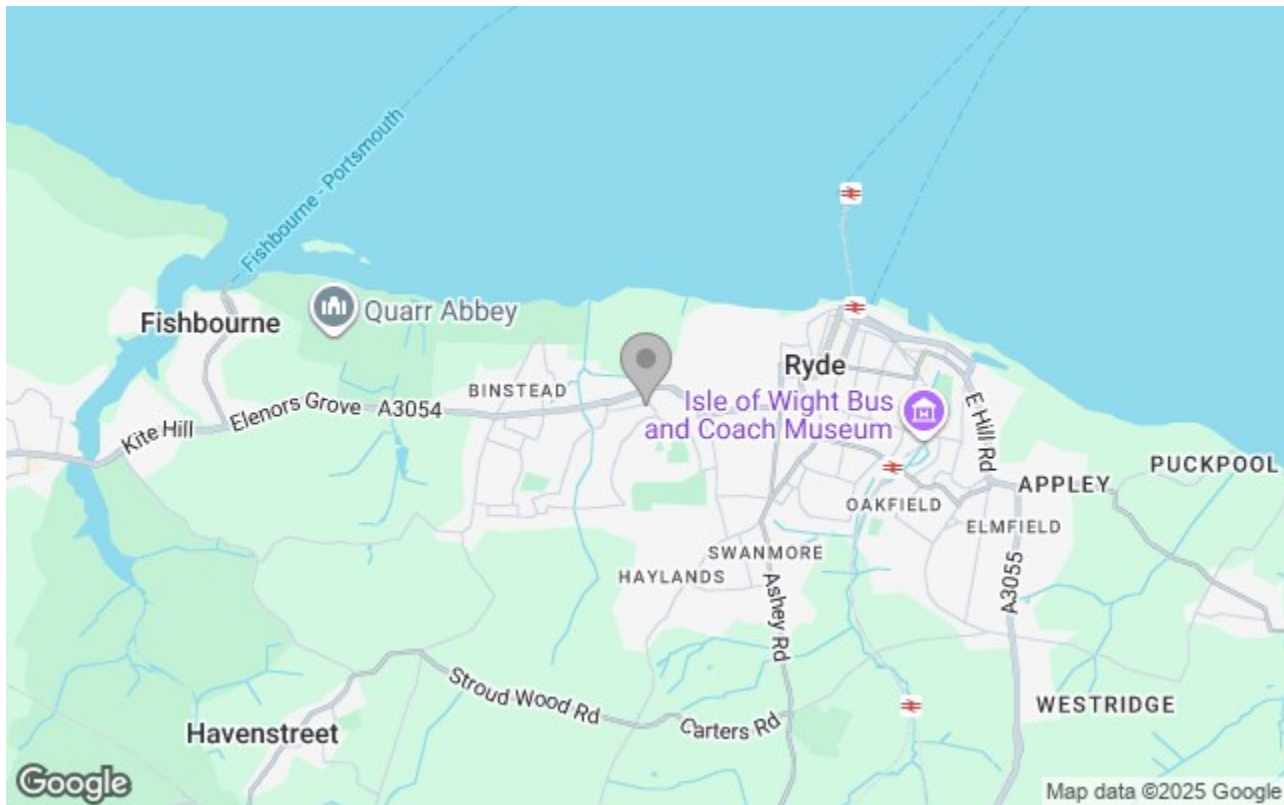 Fishbourne - Portsmouth
Fishbourne
Quarr Abbey
Ryde
BINSTEAD
Isle of Wight Bus
and Coach Museum
Kite Hill
Elenors Grove
A3054
E Hill Rd
PUCKPOOL
APPLEY
OAKFIELD
ELMFIELD
SWANMORE
HAYLANDS
Ashey Rd
A3055
Stroud Wood Rd
Carters Rd
WESTRIDGE
Havenstreet
Google
Map data ©2025 Google